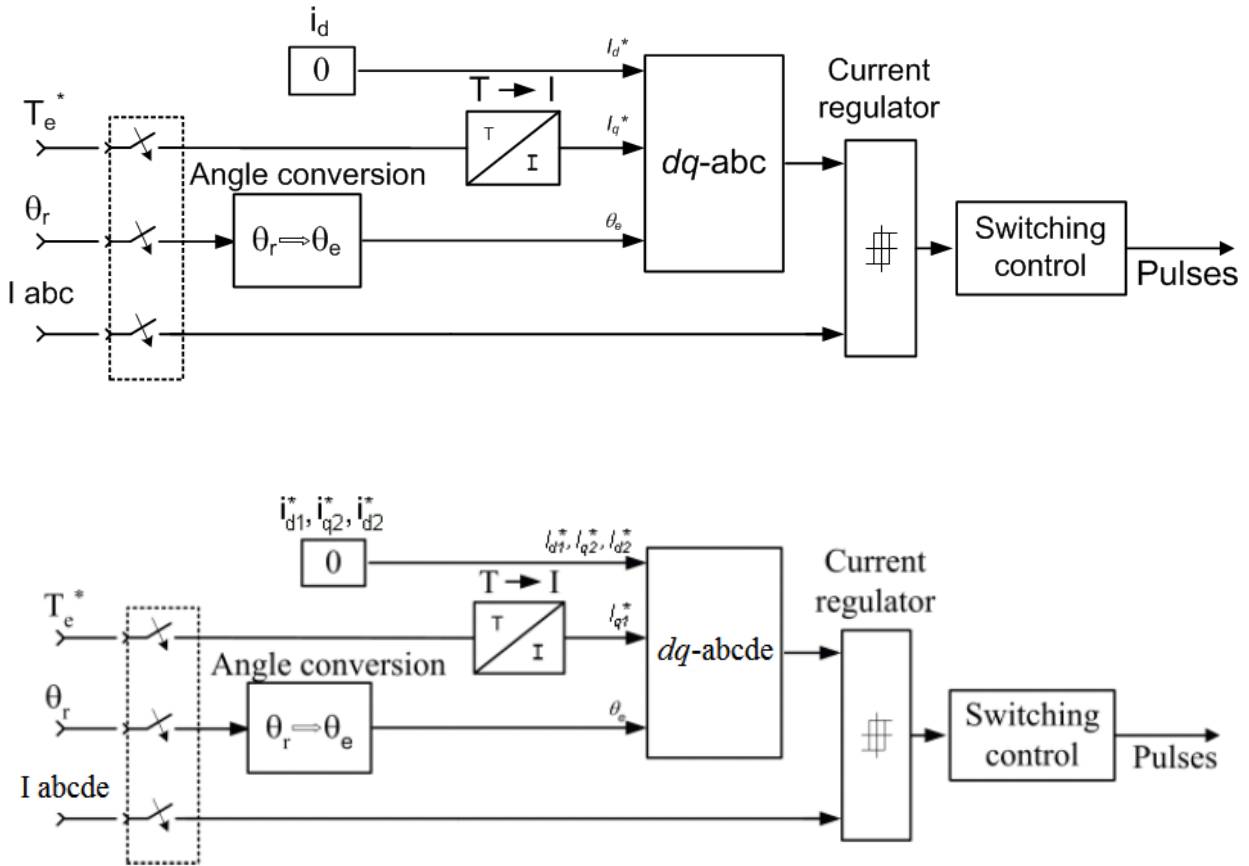 i_d
0
I_d*
T → I
Current
regulator
T_e*
T
I
I_q*
dq-abc
Angle conversion
θ_r
θ_r ⇒ θ_e
θ_e
Switching
control
Pulses
I abc
i*_d1, i*_q2, i*_d2
0
I*_d1, I*_q2, I*_d2
T → I
Current
regulator
T_e*
T
I
I*_q1
dq-abcde
Angle conversion
θ_r
θ_r ⇒ θ_e
θ_e
Switching
control
Pulses
I abcde